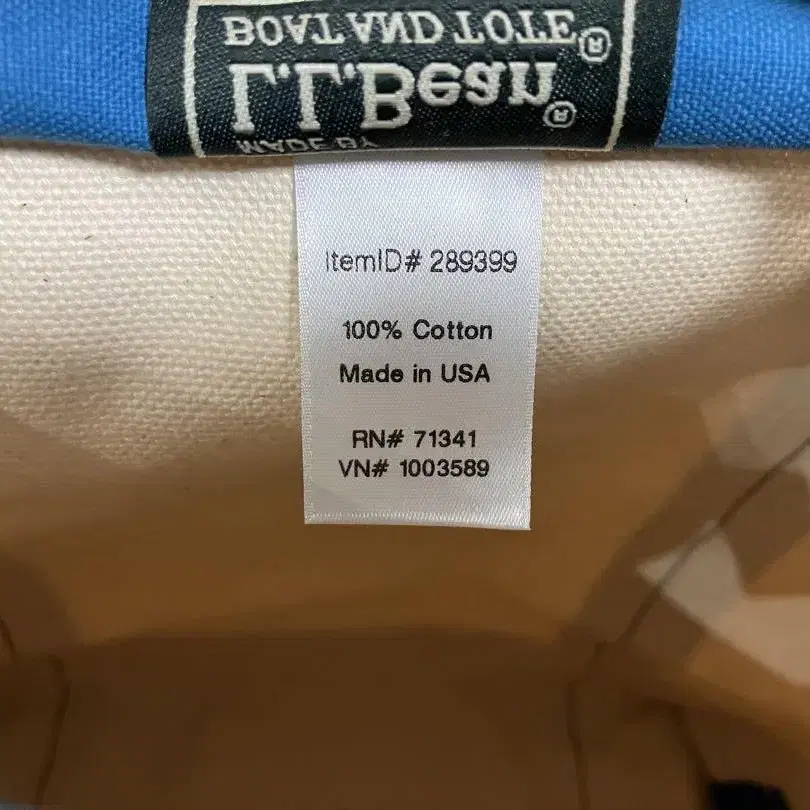 BOAT AND TOTE®
L.L.Bean®
MADE BY
ItemID# 289399
100% Cotton
Made in USA
RN# 71341
VN# 1003589